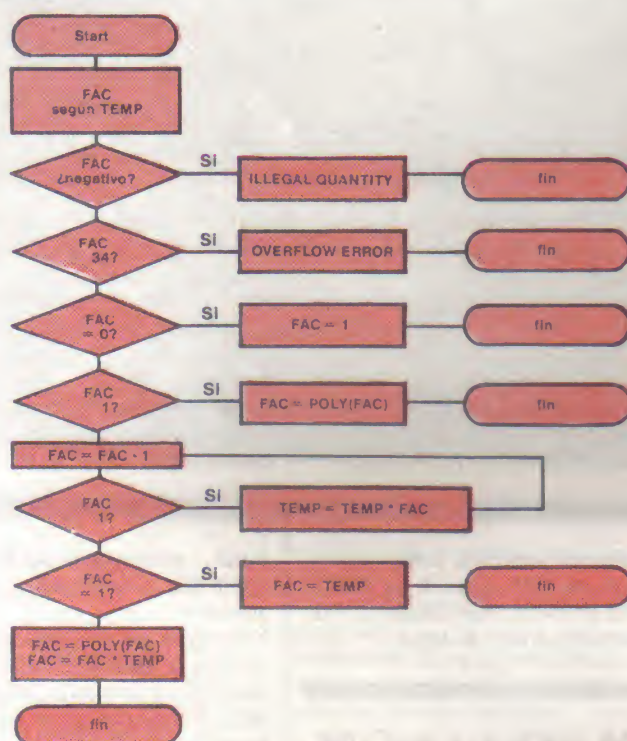 Start
FAC
segun TEMP
FAC
¿negativo?
Si
ILLEGAL QUANTITY
fin
FAC
34?
Si
OVERFLOW ERROR
fin
FAC
= 0?
Si
FAC = 1
fin
FAC
1?
Si
FAC = POLY(FAC)
fin
FAC = FAC - 1
FAC
1?
Si
TEMP = TEMP * FAC
FAC
= 1?
Si
FAC = TEMP
fin
FAC = POLY(FAC)
FAC = FAC * TEMP
fin